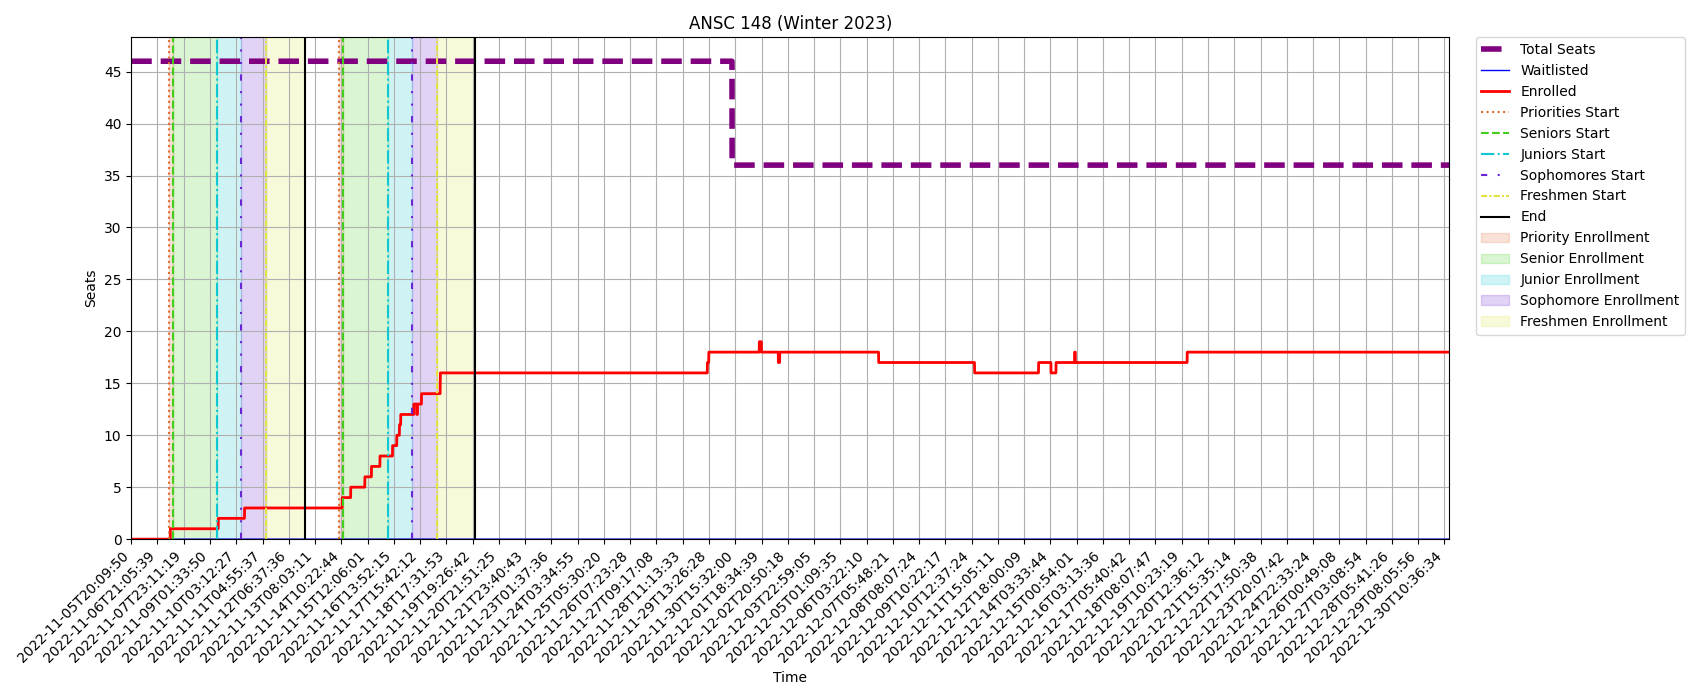 ANSC 148 (Winter 2023)
Seats
45
40
35
30
25
20
15
10
5
0
2022-11-05T20:09:50
2022-11-06T21:05:39
2022-11-07T23:11:19
2022-11-09T01:33:50
2022-11-10T03:12:27
2022-11-11T04:55:37
2022-11-12T06:37:36
2022-11-13T08:03:11
2022-11-14T10:22:44
2022-11-15T12:06:01
2022-11-16T13:52:15
2022-11-17T15:42:12
2022-11-18T17:31:53
2022-11-19T19:26:42
2022-11-20T21:51:25
2022-11-21T23:40:43
2022-11-23T01:37:36
2022-11-24T03:34:55
2022-11-25T05:30:20
2022-11-26T07:23:28
2022-11-27T09:17:08
2022-11-28T11:13:33
2022-11-29T13:26:28
2022-11-30T15:32:00
2022-12-01T18:34:39
2022-12-02T20:50:18
2022-12-03T22:59:05
2022-12-05T01:09:35
2022-12-06T03:22:10
2022-12-07T05:48:21
2022-12-08T08:07:24
2022-12-09T10:22:17
2022-12-10T12:37:24
2022-12-11T15:05:11
2022-12-12T18:00:09
2022-12-14T03:33:44
2022-12-15T00:54:01
2022-12-16T03:13:36
2022-12-17T05:40:42
2022-12-18T08:07:47
2022-12-19T10:23:19
2022-12-20T12:36:12
2022-12-21T15:35:14
2022-12-22T17:50:38
2022-12-23T20:07:42
2022-12-24T22:33:24
2022-12-26T00:49:08
2022-12-27T03:08:54
2022-12-28T05:41:26
2022-12-29T08:05:56
2022-12-30T10:36:34
Time
Total Seats
Waitlisted
Enrolled
Priorities Start
Seniors Start
Juniors Start
Sophomores Start
Freshmen Start
End
Priority Enrollment
Senior Enrollment
Junior Enrollment
Sophomore Enrollment
Freshmen Enrollment